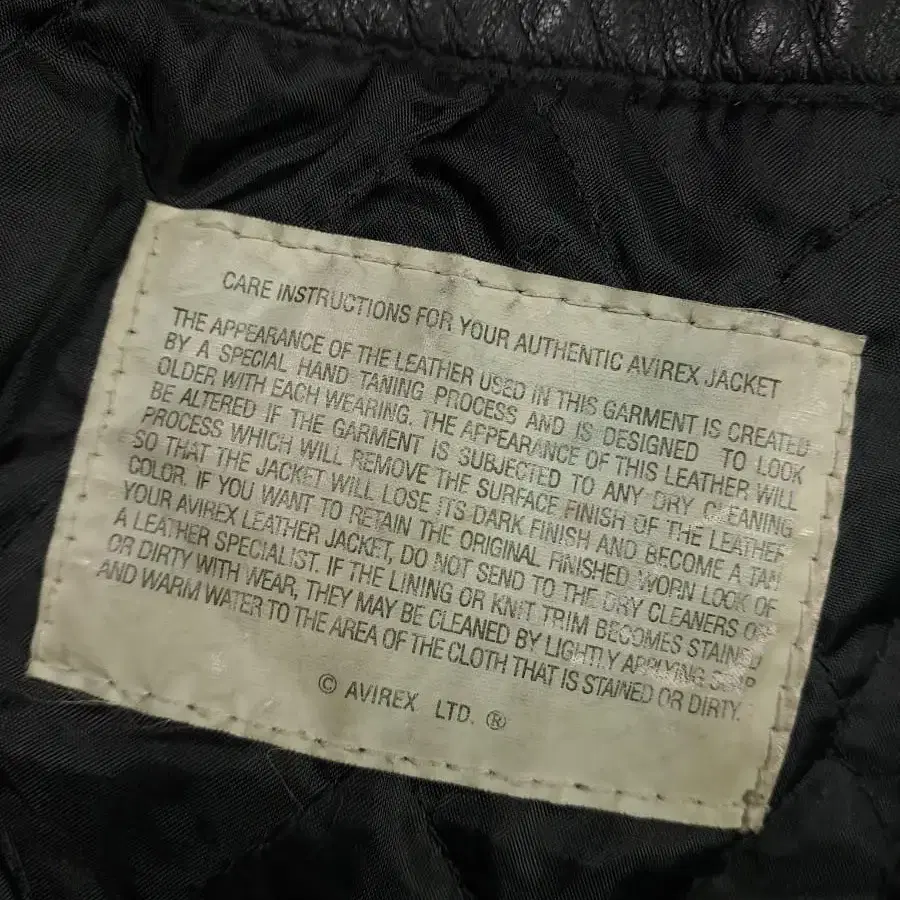 CARE INSTRUCTIONS FOR YOUR AUTHENTIC AVIREX JACKET
THE APPEARANCE OF THE LEATHER USED IN THIS GARMENT IS CREATED
BY A SPECIAL HAND TANING PROCESS AND IS DESIGNED TO LOOK
OLDER WITH EACH WEARING. THE APPEARANCE OF THIS LEATHER WILL
BE ALTERED IF THE GARMENT IS SUBJECTED TO ANY DRY CLEANING
PROCESS WHICH WILL REMOVE THE SURFACE FINISH OF THE LEATHER
SO THAT THE JACKET WILL LOSE ITS DARK FINISH AND BECOME A TAN
COLOR. IF YOU WANT TO RETAIN THE ORIGINAL FINISHED WORN LOOK OF
YOUR AVIREX LEATHER JACKET, DO NOT SEND TO THE DRY CLEANERS OR
A LEATHER SPECIALIST. IF THE LINING OR KNIT TRIM BECOMES STAINED
OR DIRTY WITH WEAR, THEY MAY BE CLEANED BY LIGHTLY APPLYING SOAP
AND WARM WATER TO THE AREA OF THE CLOTH THAT IS STAINED OR DIRTY.
© AVIREX LTD. ®